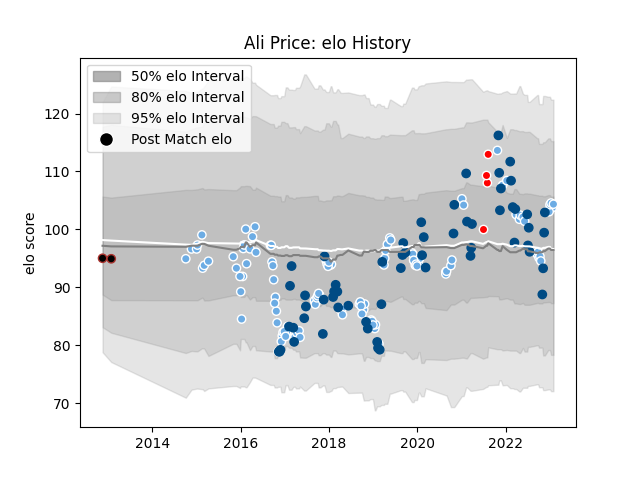 Ali Price: elo History
50% elo Interval
80% elo Interval
95% elo Interval
Post Match elo
elo score
120
110
100
90
80
70
2014
2016
2018
2020
2022